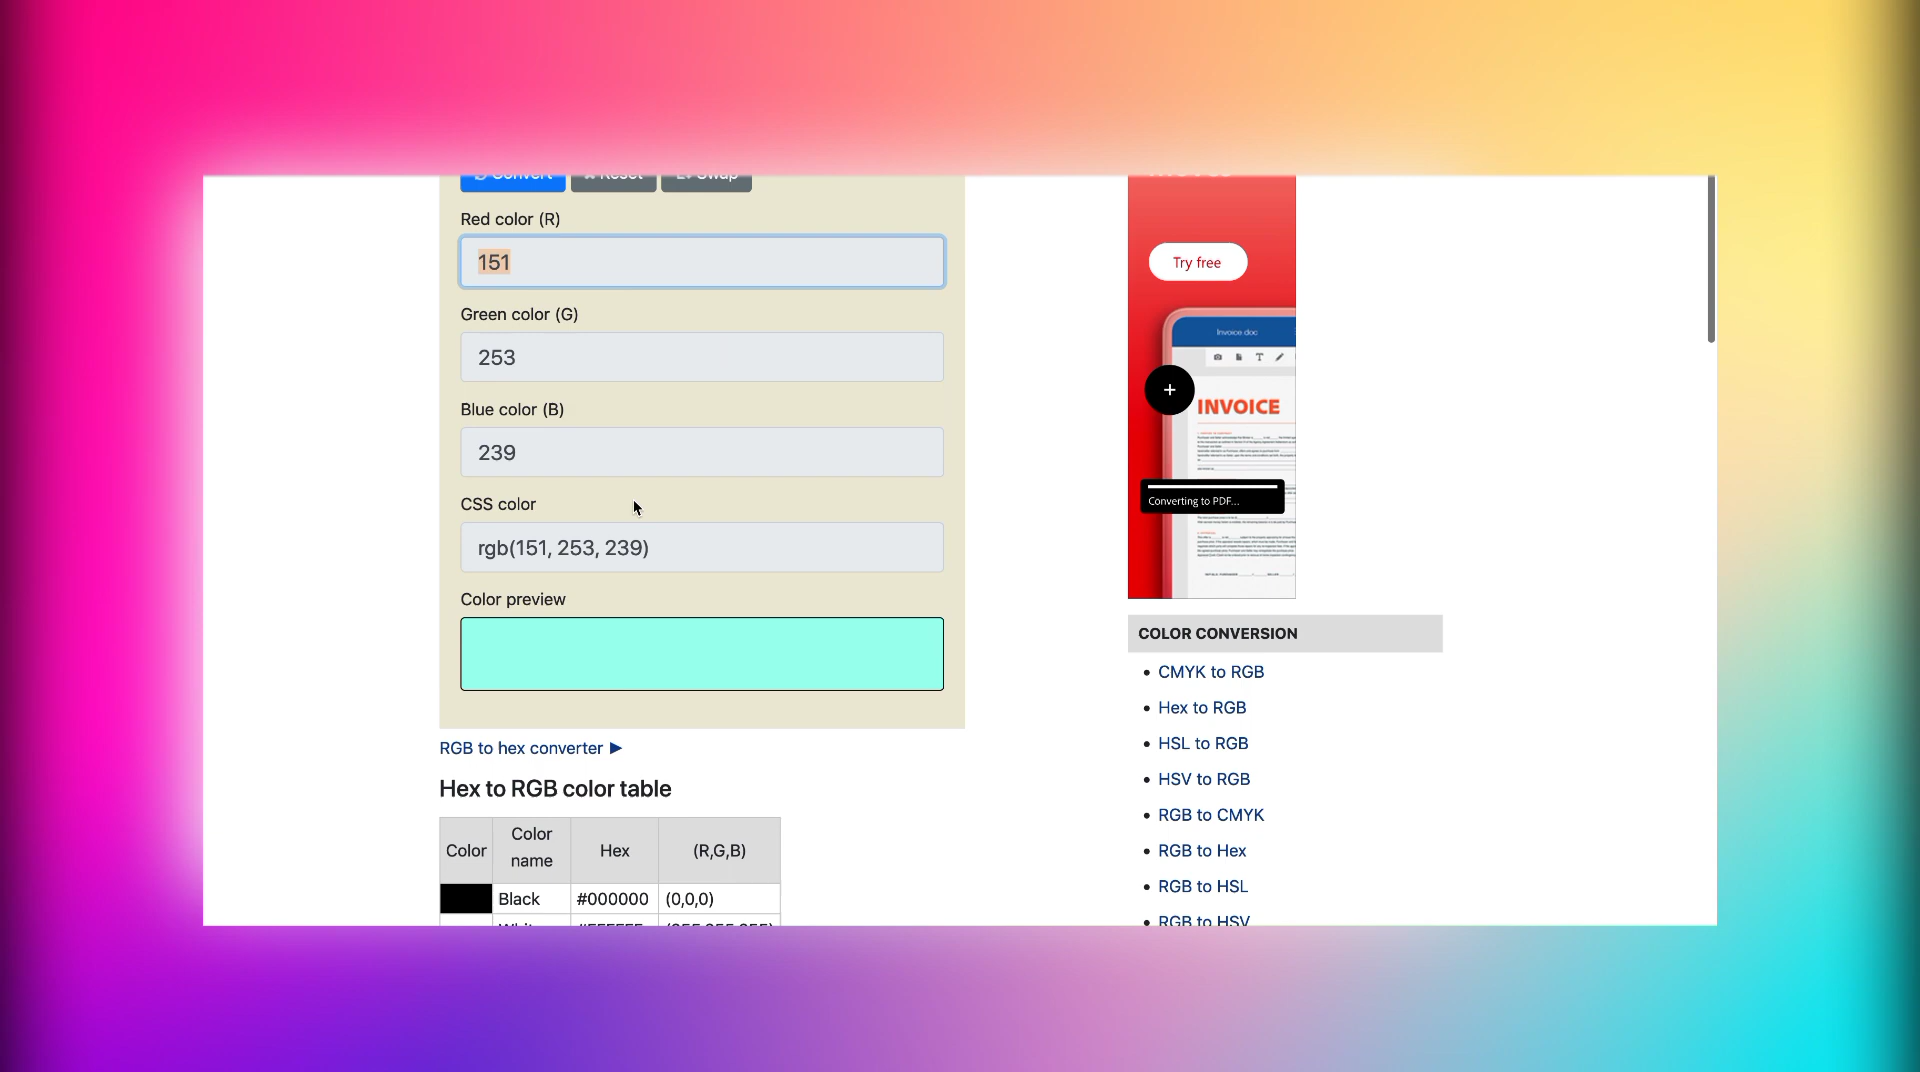 Convert Reset Swap
Red color (R)
151
Green color (G)
253
Blue color (B)
239
CSS color
rgb(151, 253, 239)
Color preview
RGB to hex converter ►
Hex to RGB color table
Color Color name Hex (R,G,B)
Black #000000 (0,0,0)
Try free
Invoice doc
INVOICE
Converting to PDF...
COLOR CONVERSION
• CMYK to RGB
• Hex to RGB
• HSL to RGB
• HSV to RGB
• RGB to CMYK
• RGB to Hex
• RGB to HSL
• RGB to HSV